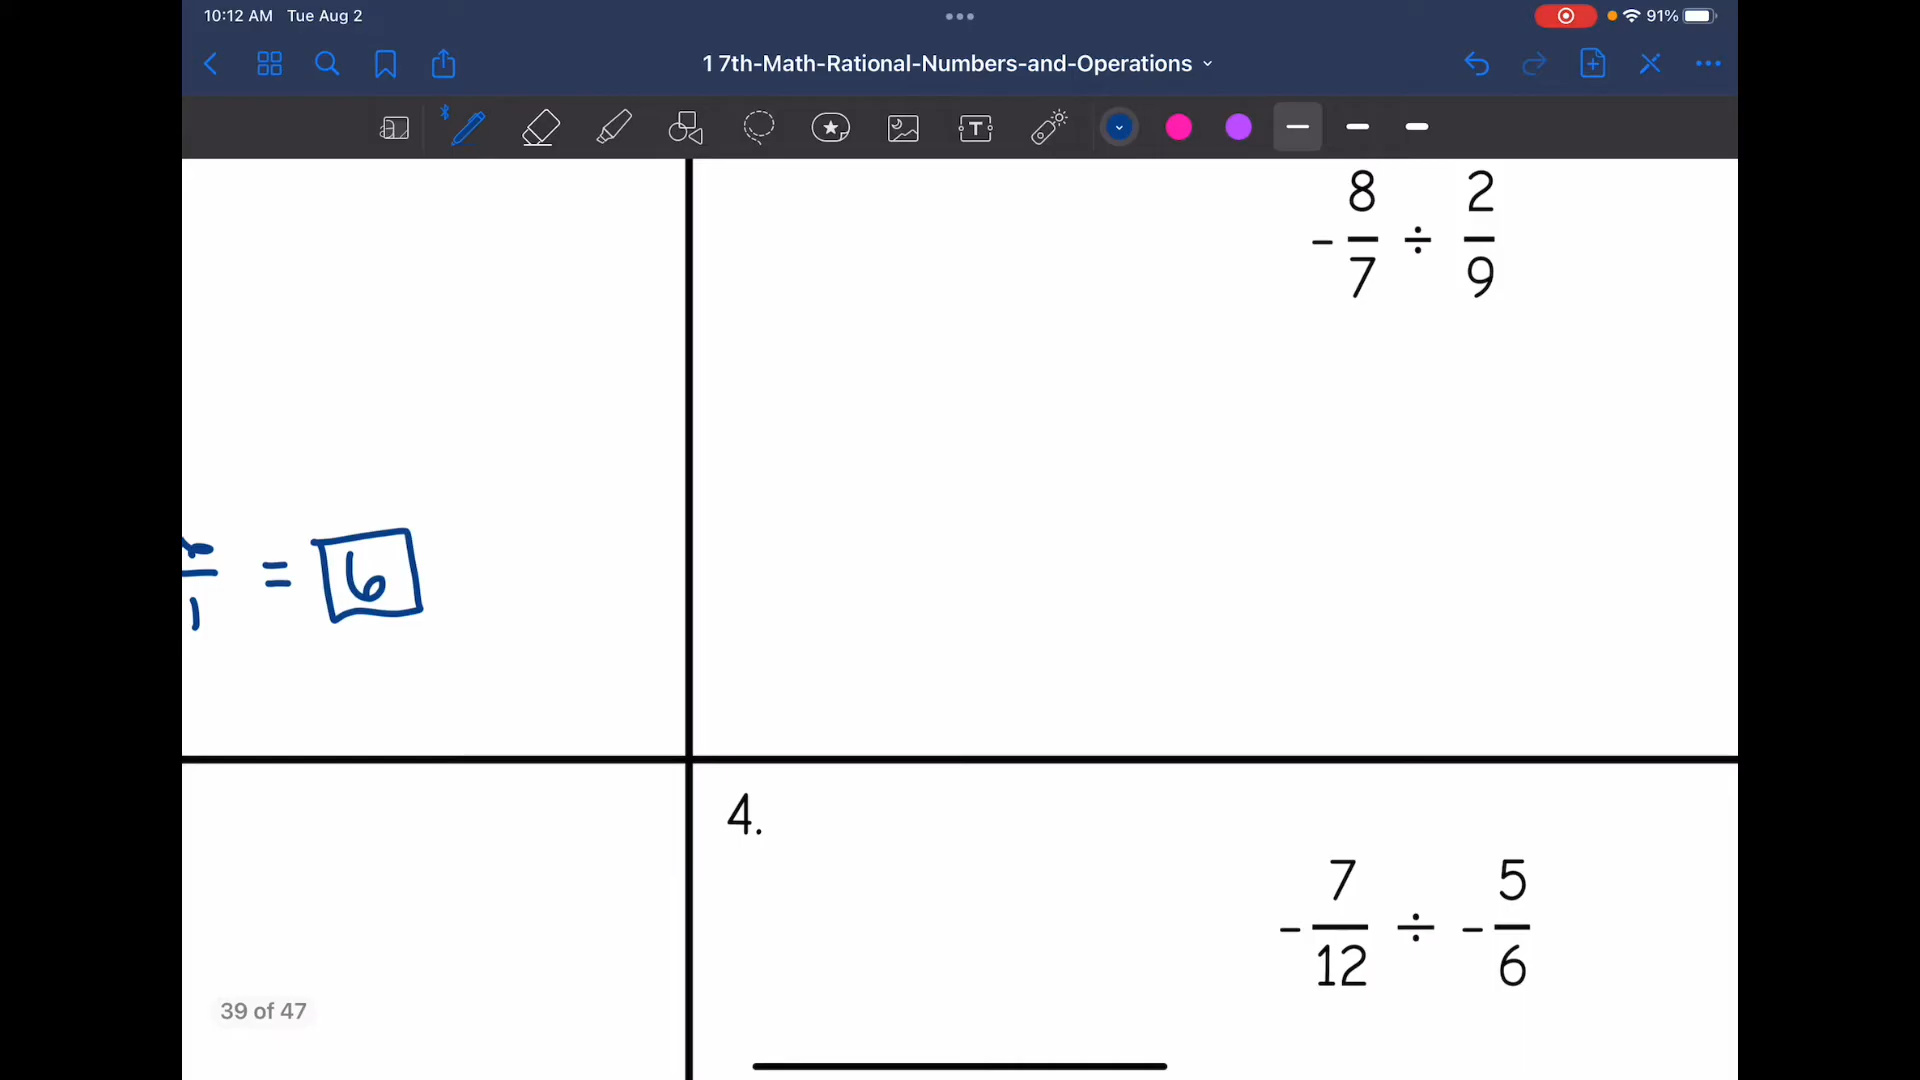 10:12 AM Tue Aug 2
91%
1 7th-Math-Rational-Numbers-and-Operations
T
- 8/7 ÷ 2/9
/1 = 6
4.
- 7/12 ÷ - 5/6
39 of 47